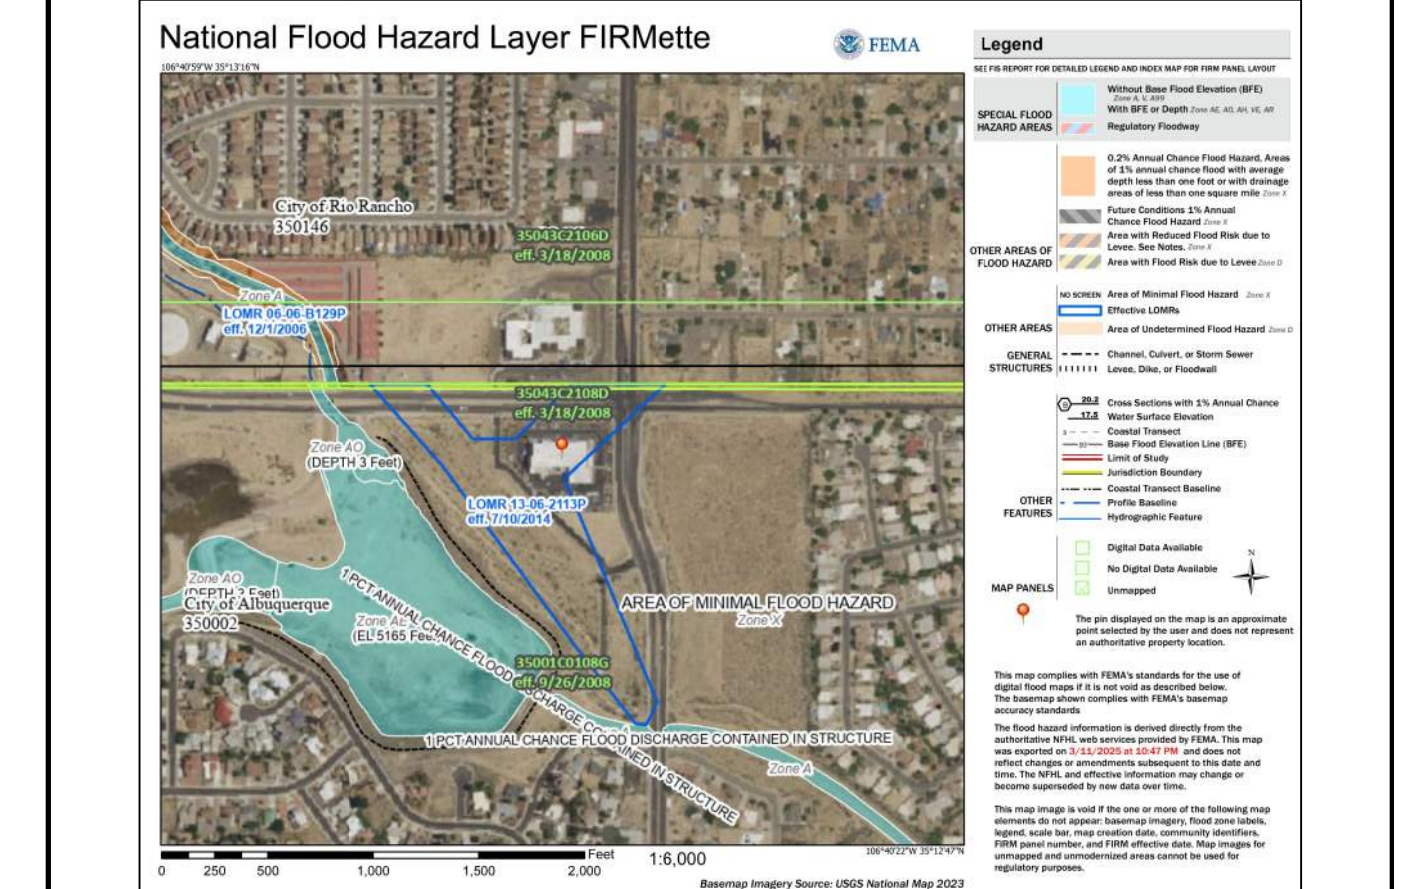 National Flood Hazard Layer FIRMette
FEMA
106°40'59"W 35°13'16"N
City of Rio Rancho
350146
35043C2106D
eff. 3/18/2008
Zone A
LOMR 06-06-B129P
eff. 12/1/2006
35043C2108D
eff. 3/18/2008
Zone AO
(DEPTH 3 Feet)
LOMR 13-06-2113P
eff. 7/10/2014
Zone AO
(DEPTH 3 Feet)
City of Albuquerque
350002
Zone AE
(EL 5165 Feet)
1 PCT ANNUAL CHANCE FLOOD DISCHARGE CONTAINED IN STRUCTURE
AREA OF MINIMAL FLOOD HAZARD
Zone X
35001C0108G
eff. 9/26/2008
1 PCT ANNUAL CHANCE FLOOD DISCHARGE CONTAINED IN STRUCTURE
Zone A
106°40'22"W 35°12'47"N
Feet
1:6,000
0 250 500 1,000 1,500 2,000
Basemap Imagery Source: USGS National Map 2023
Legend
SEE FIS REPORT FOR DETAILED LEGEND AND INDEX MAP FOR FIRM PANEL LAYOUT
SPECIAL FLOOD
HAZARD AREAS
Without Base Flood Elevation (BFE)
Zone A, V, A99
With BFE or Depth Zone AE, AO, AH, VE, AR
Regulatory Floodway
OTHER AREAS OF
FLOOD HAZARD
0.2% Annual Chance Flood Hazard, Areas
of 1% annual chance flood with average
depth less than one foot or with drainage
areas of less than one square mile Zone X
Future Conditions 1% Annual
Chance Flood Hazard Zone X
Area with Reduced Flood Risk due to
Levee. See Notes. Zone X
Area with Flood Risk due to Levee Zone D
OTHER AREAS
NO SCREEN Area of Minimal Flood Hazard Zone X
Effective LOMRs
Area of Undetermined Flood Hazard Zone D
GENERAL
STRUCTURES
Channel, Culvert, or Storm Sewer
Levee, Dike, or Floodwall
OTHER
FEATURES
B 20.2 Cross Sections with 1% Annual Chance
17.5 Water Surface Elevation
Coastal Transect
Base Flood Elevation Line (BFE)
Limit of Study
Jurisdiction Boundary
Coastal Transect Baseline
Profile Baseline
Hydrographic Feature
MAP PANELS
Digital Data Available
No Digital Data Available
Unmapped
N
The pin displayed on the map is an approximate
point selected by the user and does not represent
an authoritative property location.
This map complies with FEMA's standards for the use of
digital flood maps if it is not void as described below.
The basemap shown complies with FEMA's basemap
accuracy standards
The flood hazard information is derived directly from the
authoritative NFHL web services provided by FEMA. This map
was exported on 3/11/2025 at 10:47 PM and does not
reflect changes or amendments subsequent to this date and
time. The NFHL and effective information may change or
become superseded by new data over time.
This map image is void if the one or more of the following map
elements do not appear: basemap imagery, flood zone labels,
legend, scale bar, map creation date, community identifiers,
FIRM panel number, and FIRM effective date. Map images for
unmapped and unmodernized areas cannot be used for
regulatory purposes.